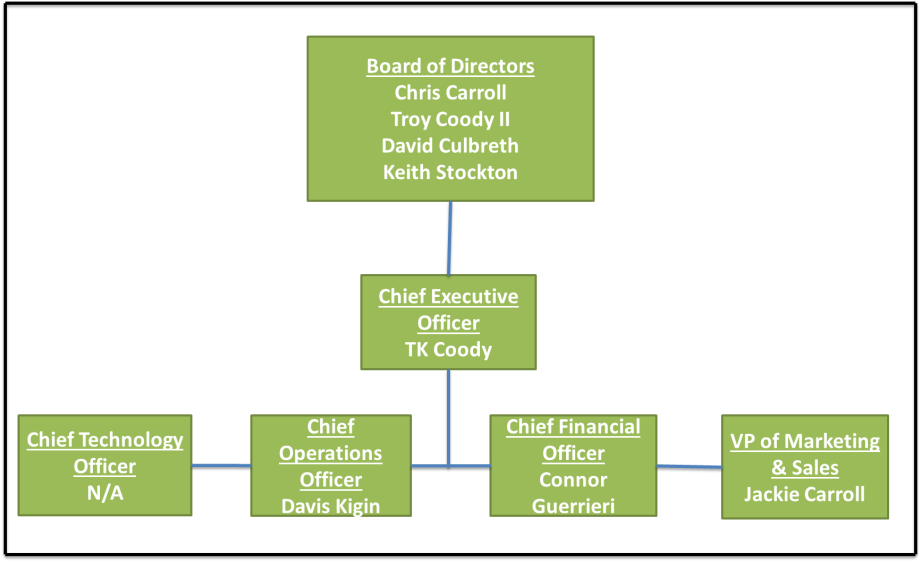 Board of Directors
Chris Carroll
Troy Coody II
David Culbreth
Keith Stockton
Chief Executive
Officer
TK Coody
Chief Technology
Officer
N/A
Chief
Operations
Officer
Davis Kigin
Chief Financial
Officer
Connor
Guerrieri
VP of Marketing
& Sales
Jackie Carroll